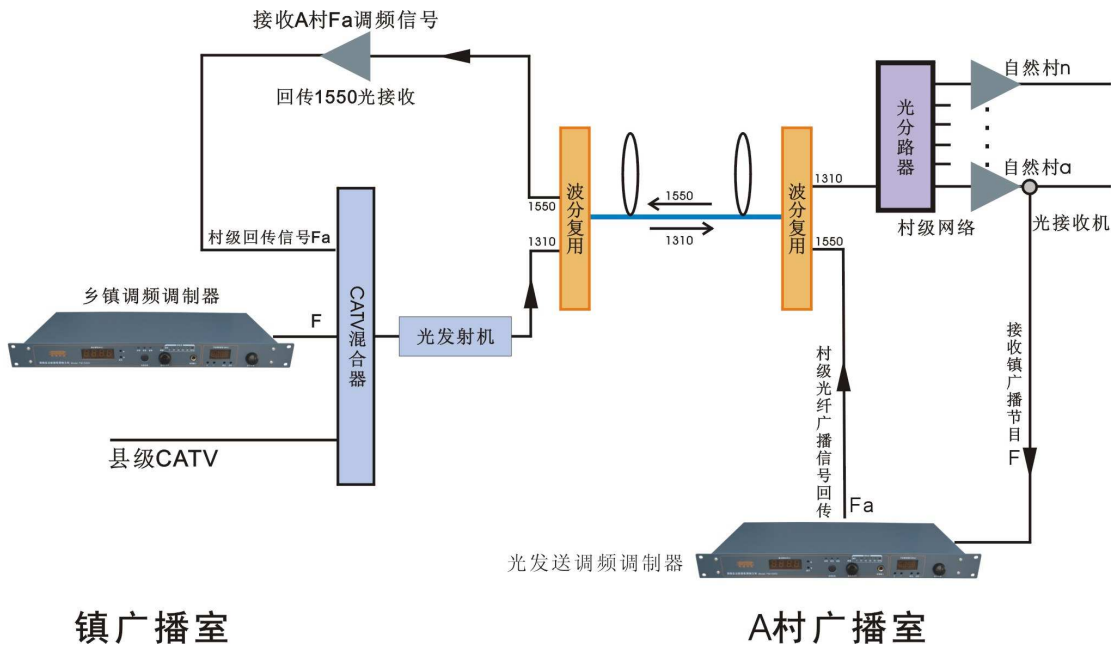 接收A村Fa调频信号
回传1550光接收
村级回传信号Fa
乡镇调频调制器
F
县级CATV
CATV混合器
光发射机
1550
1310
波分复用
1550
1310
波分复用
1310
1550
光分路器
村级网络
自然村n
自然村a
光接收机
接收镇广播节目
F
村级光纤广播信号回传
Fa
光发送调频调制器
镇广播室
A村广播室